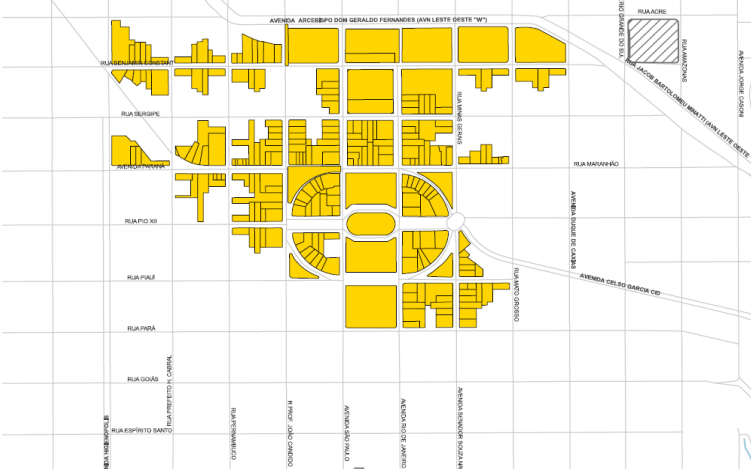 RUA ACRE
AVENIDA ARCEBISPO DOM GERALDO FERNANDES (AVN LESTE OESTE "W")
RIO GRANDE DO SUL
RUA AMAZONAS
AVENIDA JORGE CASONI
RUA BENJAMIN CONSTANT
RUA JACOB BARTOLOMEU MINATTI (AVN LESTE OESTE
RUA SERGIPE
RUA MINAS GERAIS
AVENIDA PARANÁ
RUA MARANHÃO
RUA PIO XII
AVENIDA DUQUE DE CAXIAS
RUA PIAUÍ
RUA MATO GROSSO
AVENIDA CELSO GARCIA CID
RUA PARÁ
RUA GOIÁS
RUA PREFEITO H. CABRAL
RUA ESPÍRITO SANTO
NIDA HIGIENÓPOLIS
RUA PERNAMBUCO
R PROF. JOÃO CANDIDO
AVENIDA SÃO PAULO
AVENIDA RIO DE JANEIRO
AVENIDA SENADOR SOUZA NA